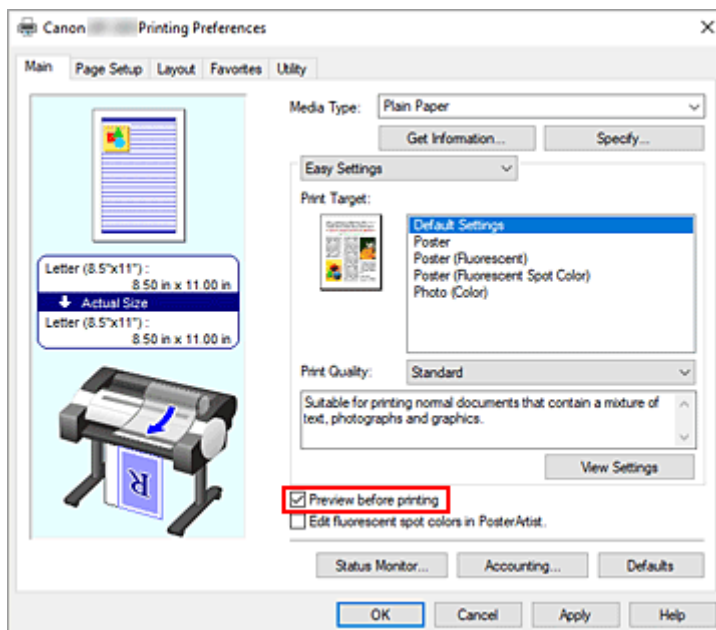 Canon Printing Preferences
Main Page Setup Layout Favorites Utility
Media Type: Plain Paper
Get Information... Specify...
Easy Settings
Print Target:
Default Settings
Poster
Poster (Fluorescent)
Poster (Fluorescent Spot Color)
Photo (Color)
Letter (8.5"x11") :
8.50 in x 11.00 in
Actual Size
Letter (8.5"x11") :
8.50 in x 11.00 in
R
Print Quality: Standard
Suitable for printing normal documents that contain a mixture of
text, photographs and graphics.
View Settings
Preview before printing
Edit fluorescent spot colors in PosterArtist.
Status Monitor... Accounting... Defaults
OK Cancel Apply Help